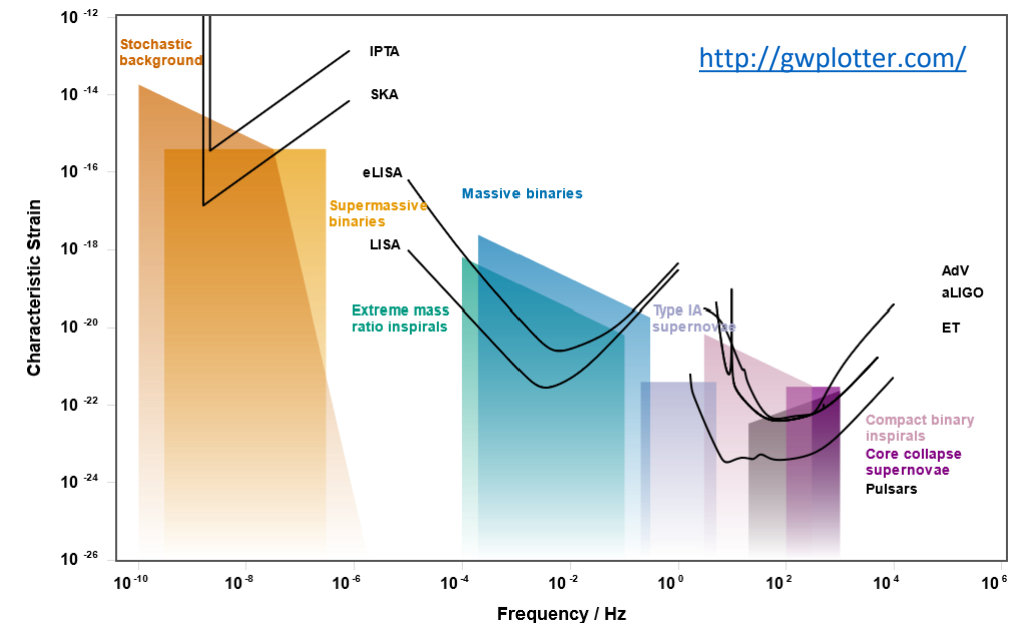 http://gwplotter.com/
Characteristic Strain
10 -12
10 -14
10 -16
10 -18
10 -20
10 -22
10 -24
10 -26
Stochastic
background
IPTA
SKA
eLISA
Supermassive
binaries
LISA
Massive binaries
Extreme mass
ratio inspirals
Type IA
supernovae
AdV
aLIGO
ET
Compact binary
inspirals
Core collapse
supernovae
Pulsars
10 -10
10 -8
10 -6
10 -4
10 -2
10 0
10 2
10 4
10 6
Frequency / Hz